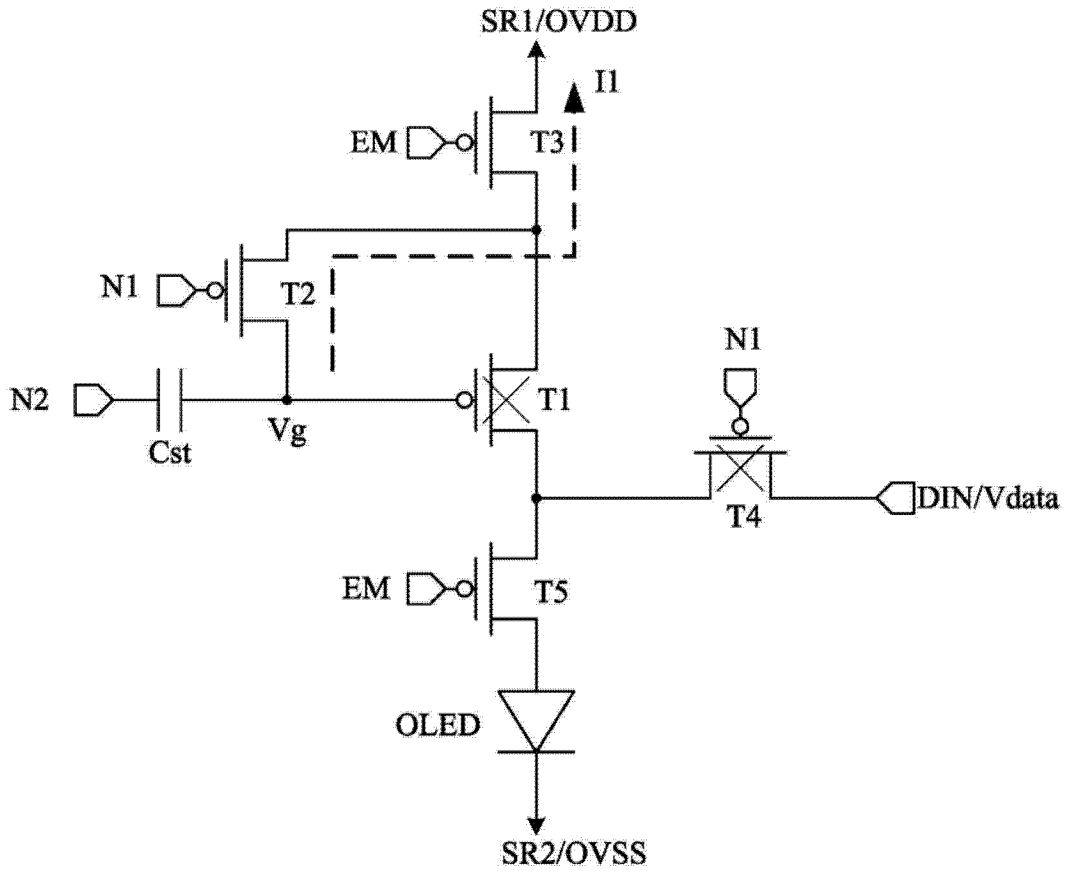 SR1/OVDD
I1
EM
T3
N1
T2
N1
N2
T1
Vg
Cst
DIN/Vdata
T4
EM
T5
OLED
SR2/OVSS